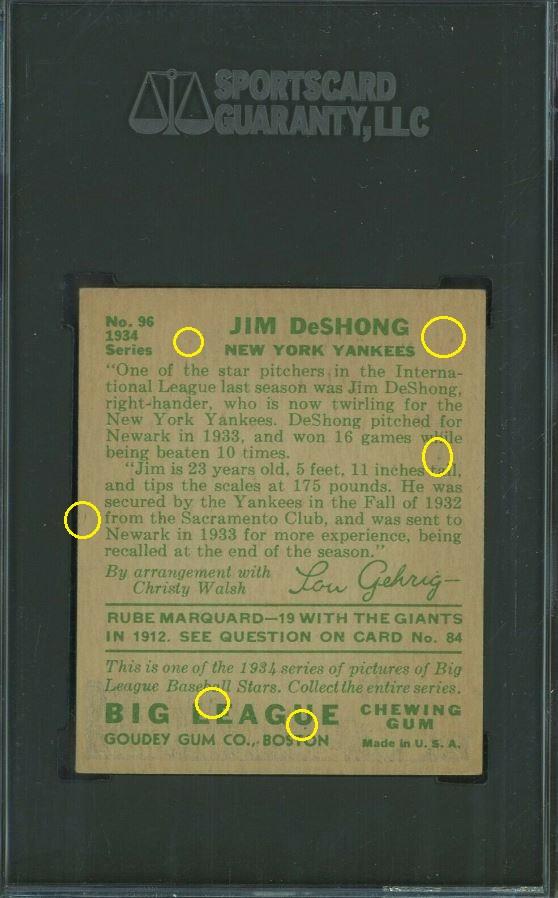 SPORTSCARD
GUARANTY, LLC
No. 96
1934
Series
JIM DeSHONG
NEW YORK YANKEES
"One of the star pitchers in the Interna-
tional League last season was Jim DeShong,
right-hander, who is now twirling for the
New York Yankees. DeShong pitched for
Newark in 1933, and won 16 games while
being beaten 10 times.
"Jim is 23 years old, 5 feet, 11 inches tall,
and tips the scales at 175 pounds. He was
secured by the Yankees in the Fall of 1932
from the Sacramento Club, and was sent to
Newark in 1933 for more experience, being
recalled at the end of the season."
By arrangement with
Christy Walsh
Lou Gehrig
RUBE MARQUARD—19 WITH THE GIANTS
IN 1912. SEE QUESTION ON CARD No. 84
This is one of the 1934 series of pictures of Big
League Baseball Stars. Collect the entire series.
BIG LEAGUE
CHEWING
GUM
GOUDEY GUM CO., BOSTON
Made in U. S. A.